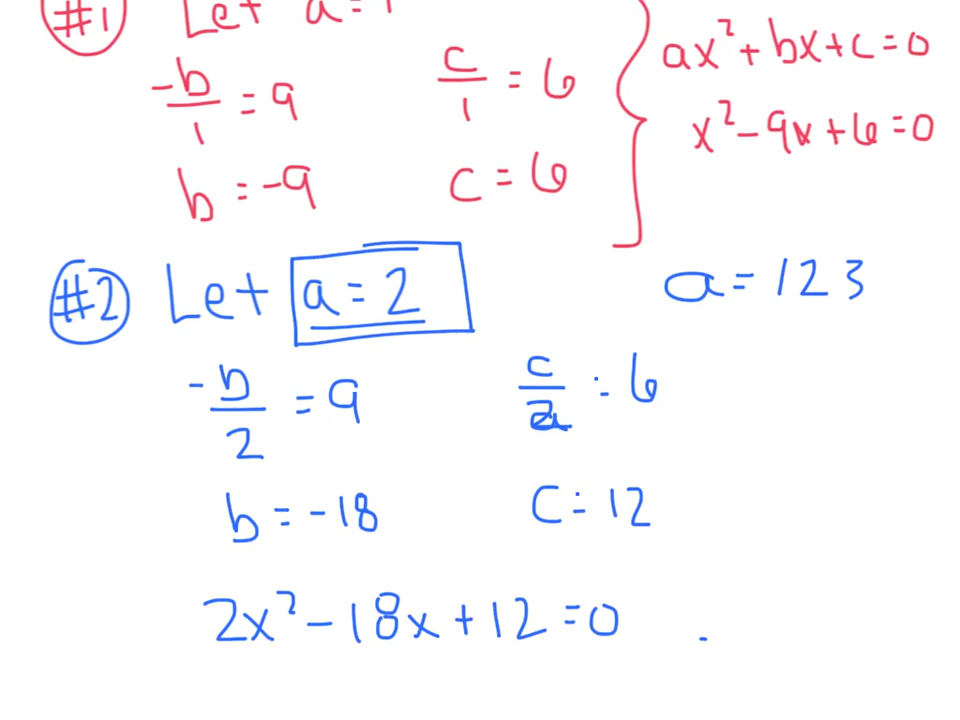 #1 Let a=1
-b/1 = 9 c/1 = 6
b = -9 c = 6
ax²+bx+c=0
x²-9x+6=0
#2 Let a=2 a=123
-b/2 = 9 c/2 = 6
b = -18 c = 12
2x²-18x+12=0